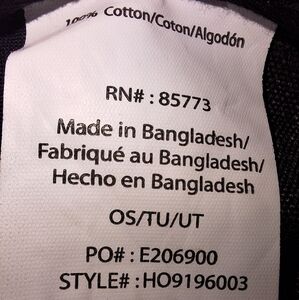 100% Cotton/Coton/Algodón
RN# : 85773
Made in Bangladesh/
Fabriqué au Bangladesh/
Hecho en Bangladesh
OS/TU/UT
PO# : E206900
STYLE# : HO9196003